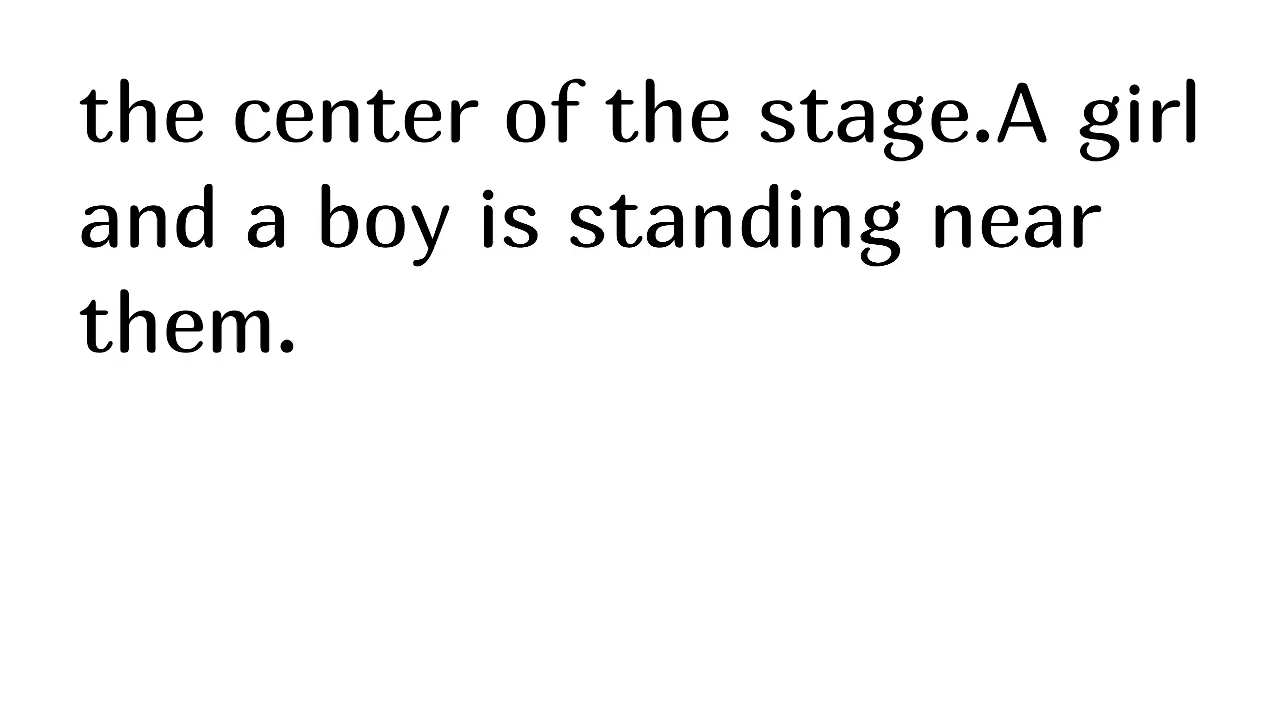 the center of the stage.A girl
and a boy is standing near
them.